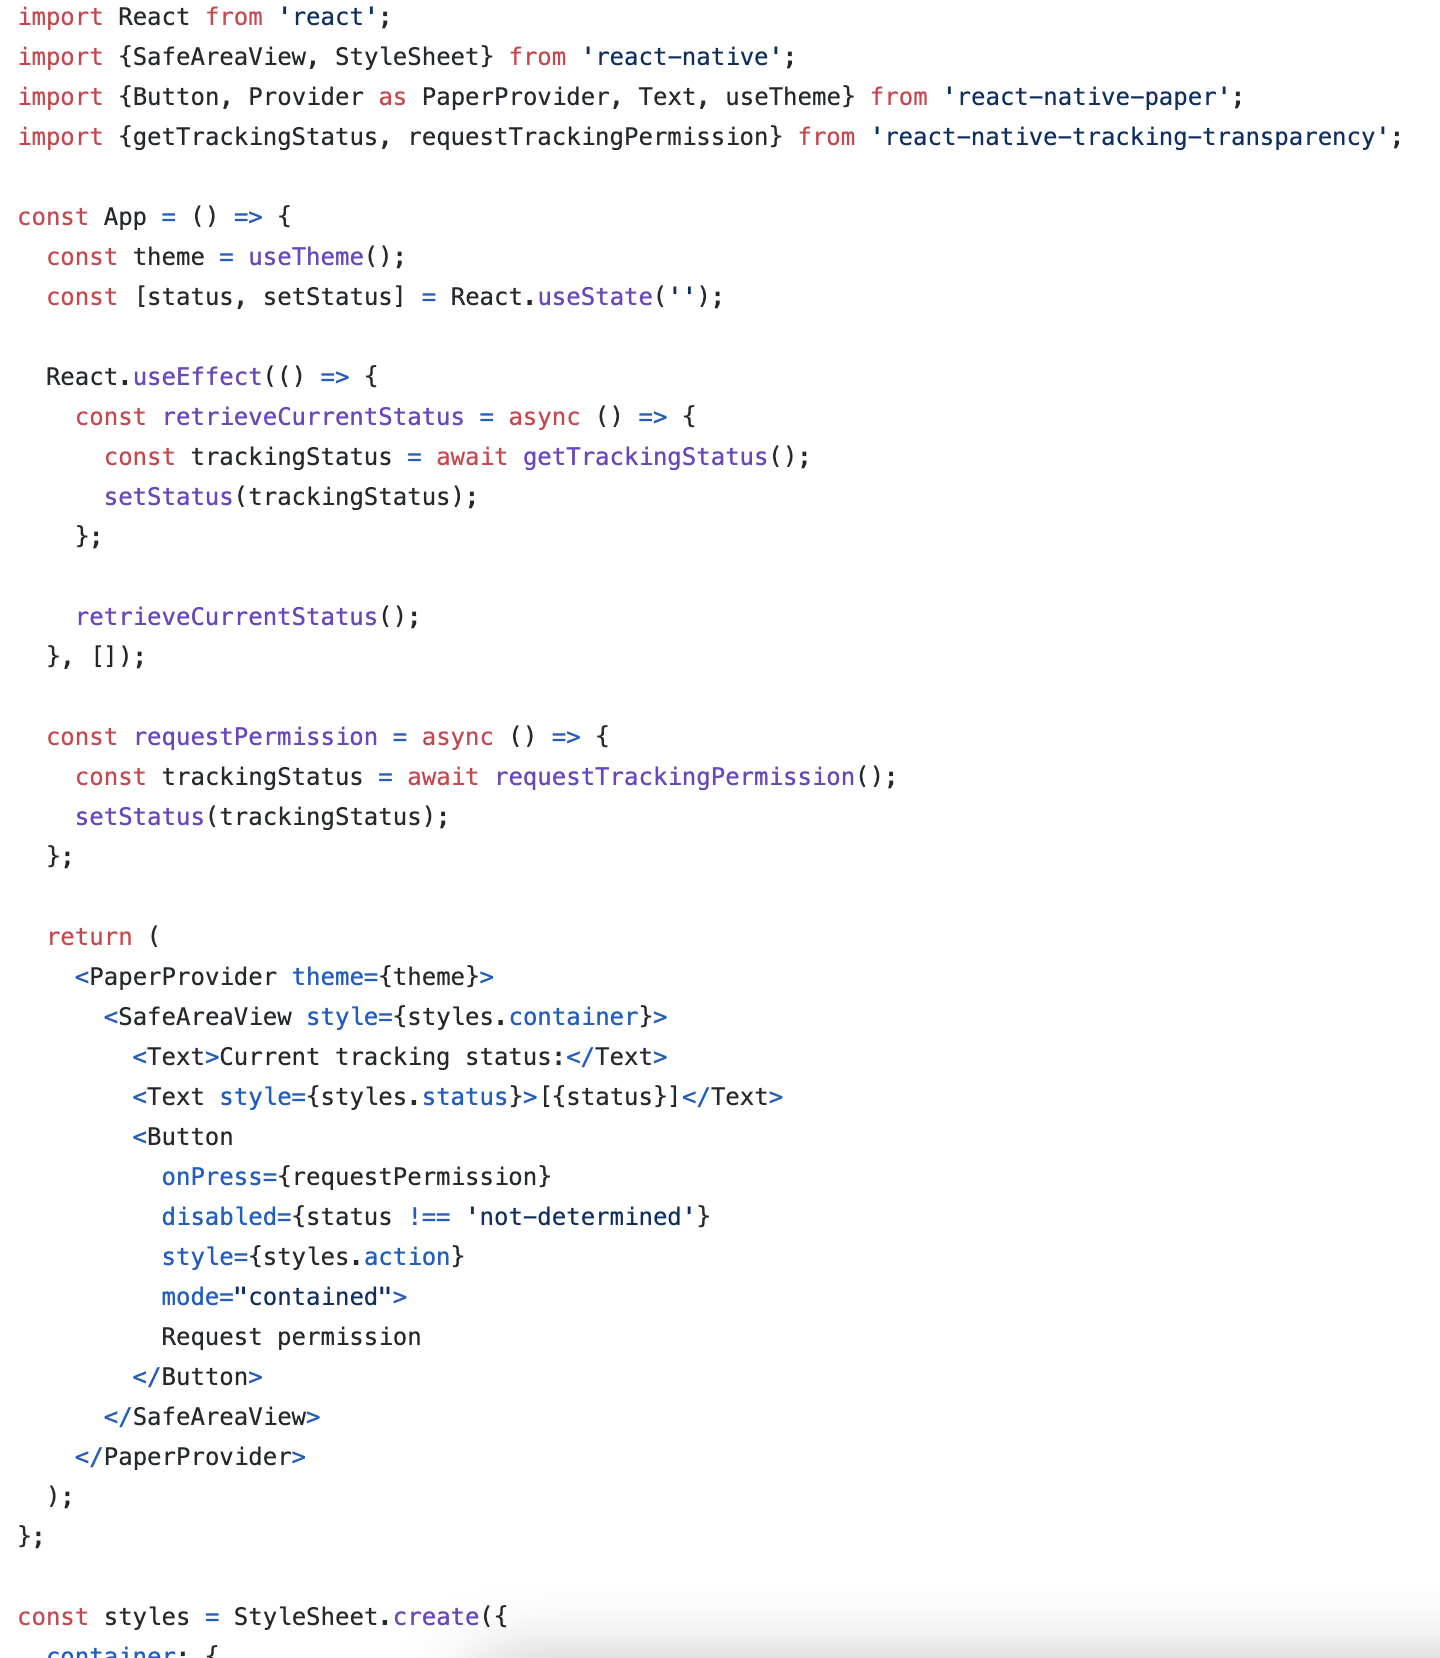 import React from 'react';
import {SafeAreaView, StyleSheet} from 'react-native';
import {Button, Provider as PaperProvider, Text, useTheme} from 'react-native-paper';
import {getTrackingStatus, requestTrackingPermission} from 'react-native-tracking-transparency';

const App = () => {
  const theme = useTheme();
  const [status, setStatus] = React.useState('');

  React.useEffect(() => {
    const retrieveCurrentStatus = async () => {
      const trackingStatus = await getTrackingStatus();
      setStatus(trackingStatus);
    };

    retrieveCurrentStatus();
  }, []);

  const requestPermission = async () => {
    const trackingStatus = await requestTrackingPermission();
    setStatus(trackingStatus);
  };

  return (
    <PaperProvider theme={theme}>
      <SafeAreaView style={styles.container}>
        <Text>Current tracking status:</Text>
        <Text style={styles.status}>[{status}]</Text>
        <Button
          onPress={requestPermission}
          disabled={status !== 'not-determined'}
          style={styles.action}
          mode="contained">
          Request permission
        </Button>
      </SafeAreaView>
    </PaperProvider>
  );
};

const styles = StyleSheet.create({
  container: {